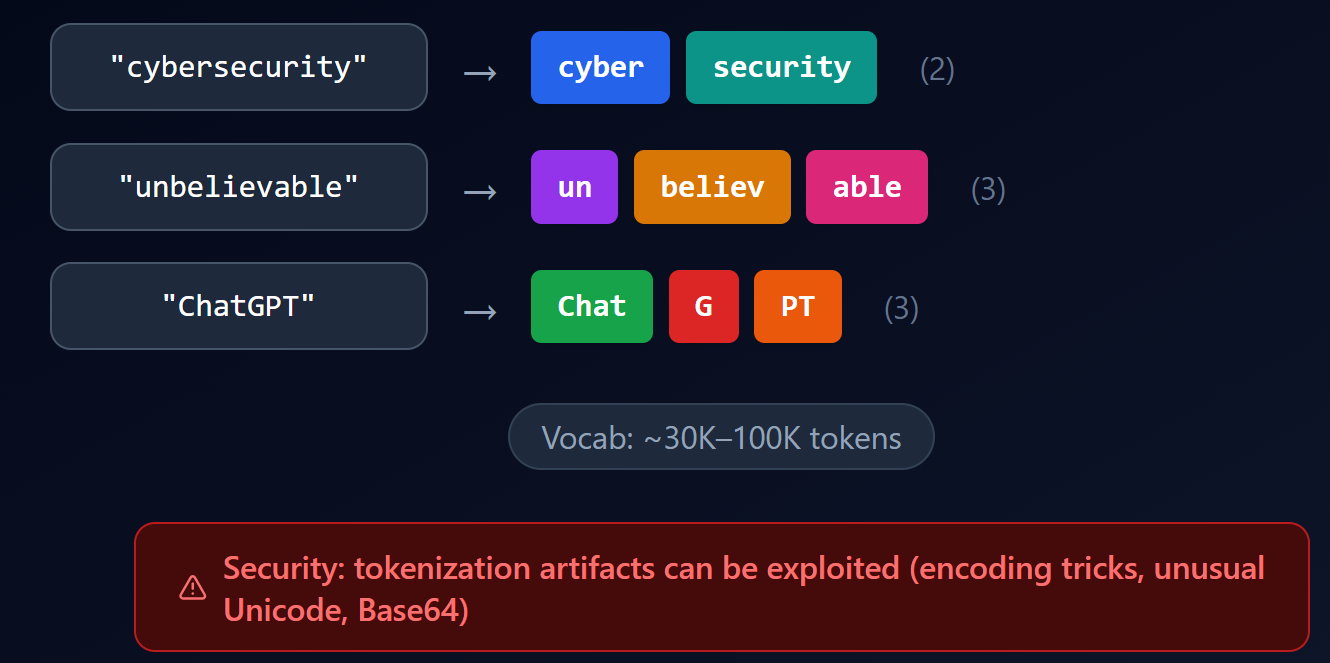 "cybersecurity" → cyber security (2)
"unbelievable" → un believ able (3)
"ChatGPT" → Chat G PT (3)
Vocab: ~30K–100K tokens
Security: tokenization artifacts can be exploited (encoding tricks, unusual
Unicode, Base64)